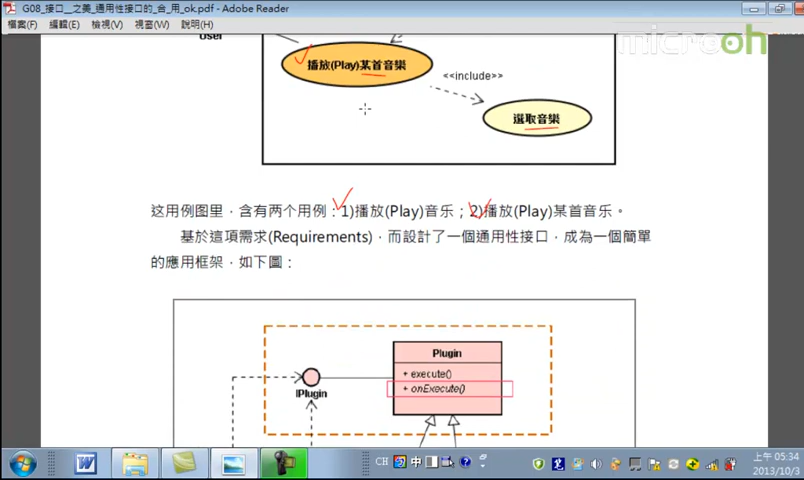 G08_接口__之美_通用性接口的_合_用_ok.pdf - Adobe Reader
檔案(F) 編輯(E) 檢視(V) 視窗(W) 說明(H)
microoh
User
播放(Play)某首音樂
<<include>>
選取音樂
这用例图里，含有两个用例：1)播放(Play)音乐；2)播放(Play)某首音乐。
基於這項需求(Requirements)，而設計了一個通用性接口，成為一個簡單
的應用框架，如下圖：
Plugin
+ execute()
+ onExecute()
IPlugin
CH 中
上午 05:34
2013/10/3